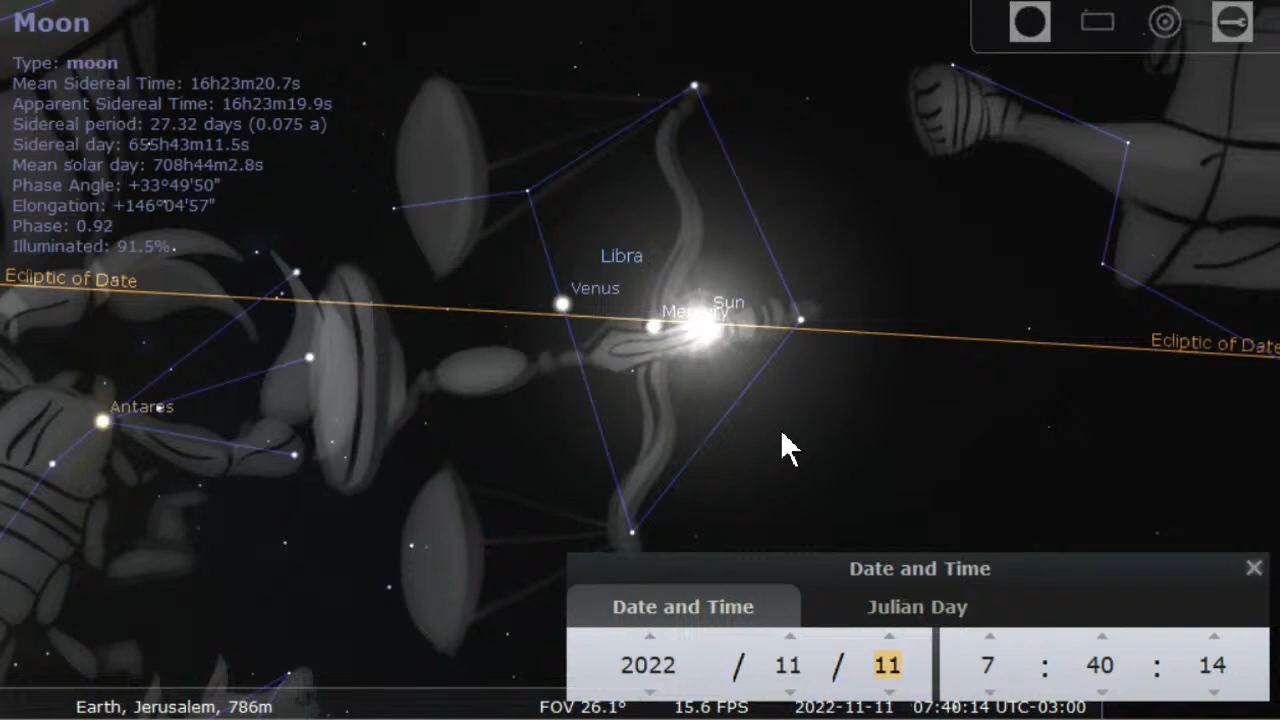 Moon
Type: moon
Mean Sidereal Time: 16h23m20.7s
Apparent Sidereal Time: 16h23m19.9s
Sidereal period: 27.32 days (0.075 a)
Sidereal day: 655h43m11.5s
Mean solar day: 708h44m2.8s
Phase Angle: +33°49'50"
Elongation: +146°04'57"
Phase: 0.92
Illuminated: 91.5%
Libra
Ecliptic of Date
Venus
Sun
Mercury
Ecliptic of Date
Antares
Date and Time
Date and Time Julian Day
2022 / 11 / 11 7 : 40 : 14
Earth, Jerusalem, 786m FOV 26.1° 15.6 FPS 2022-11-11 07:40:14 UTC-03:00